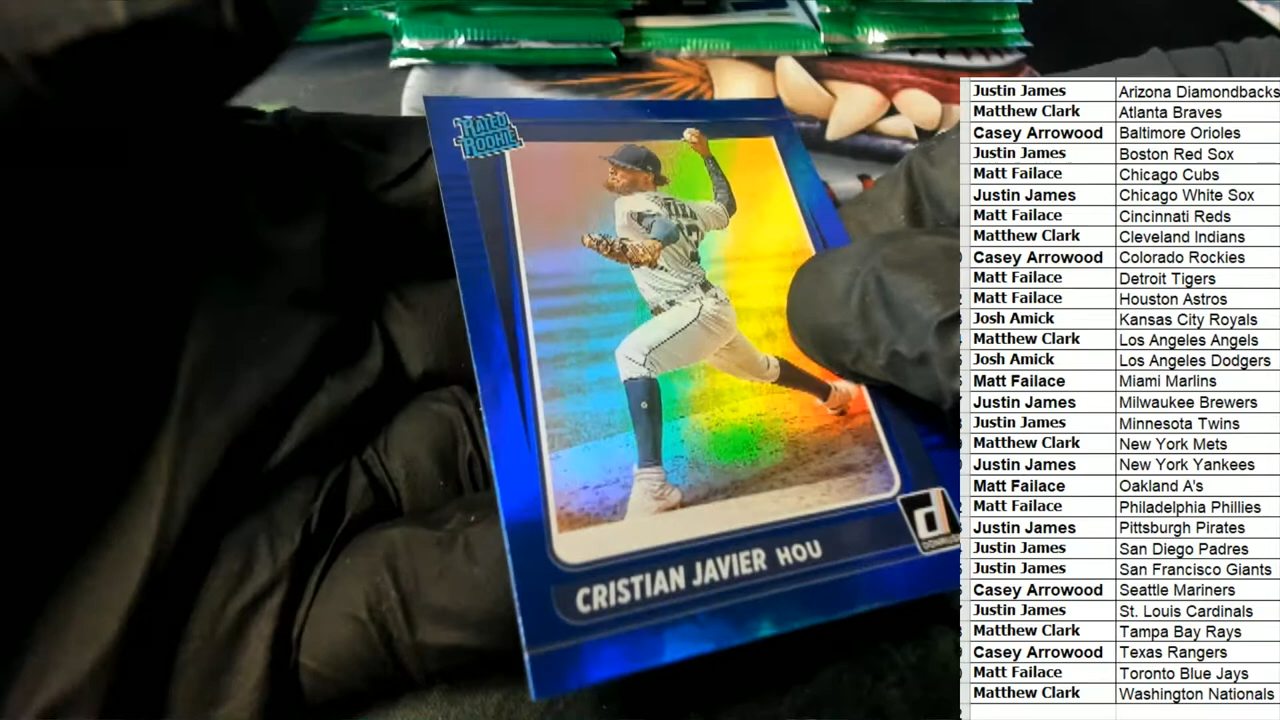 RATED
ROOKIE
CRISTIAN JAVIER HOU
d
DONRUSS
Justin James Arizona Diamondbacks
Matthew Clark Atlanta Braves
Casey Arrowood Baltimore Orioles
Justin James Boston Red Sox
Matt Failace Chicago Cubs
Justin James Chicago White Sox
Matt Failace Cincinnati Reds
Matthew Clark Cleveland Indians
Casey Arrowood Colorado Rockies
Matt Failace Detroit Tigers
Matt Failace Houston Astros
Josh Amick Kansas City Royals
Matthew Clark Los Angeles Angels
Josh Amick Los Angeles Dodgers
Matt Failace Miami Marlins
Justin James Milwaukee Brewers
Justin James Minnesota Twins
Matthew Clark New York Mets
Justin James New York Yankees
Matt Failace Oakland A's
Matt Failace Philadelphia Phillies
Justin James Pittsburgh Pirates
Justin James San Diego Padres
Justin James San Francisco Giants
Casey Arrowood Seattle Mariners
Justin James St. Louis Cardinals
Matthew Clark Tampa Bay Rays
Casey Arrowood Texas Rangers
Matt Failace Toronto Blue Jays
Matthew Clark Washington Nationals